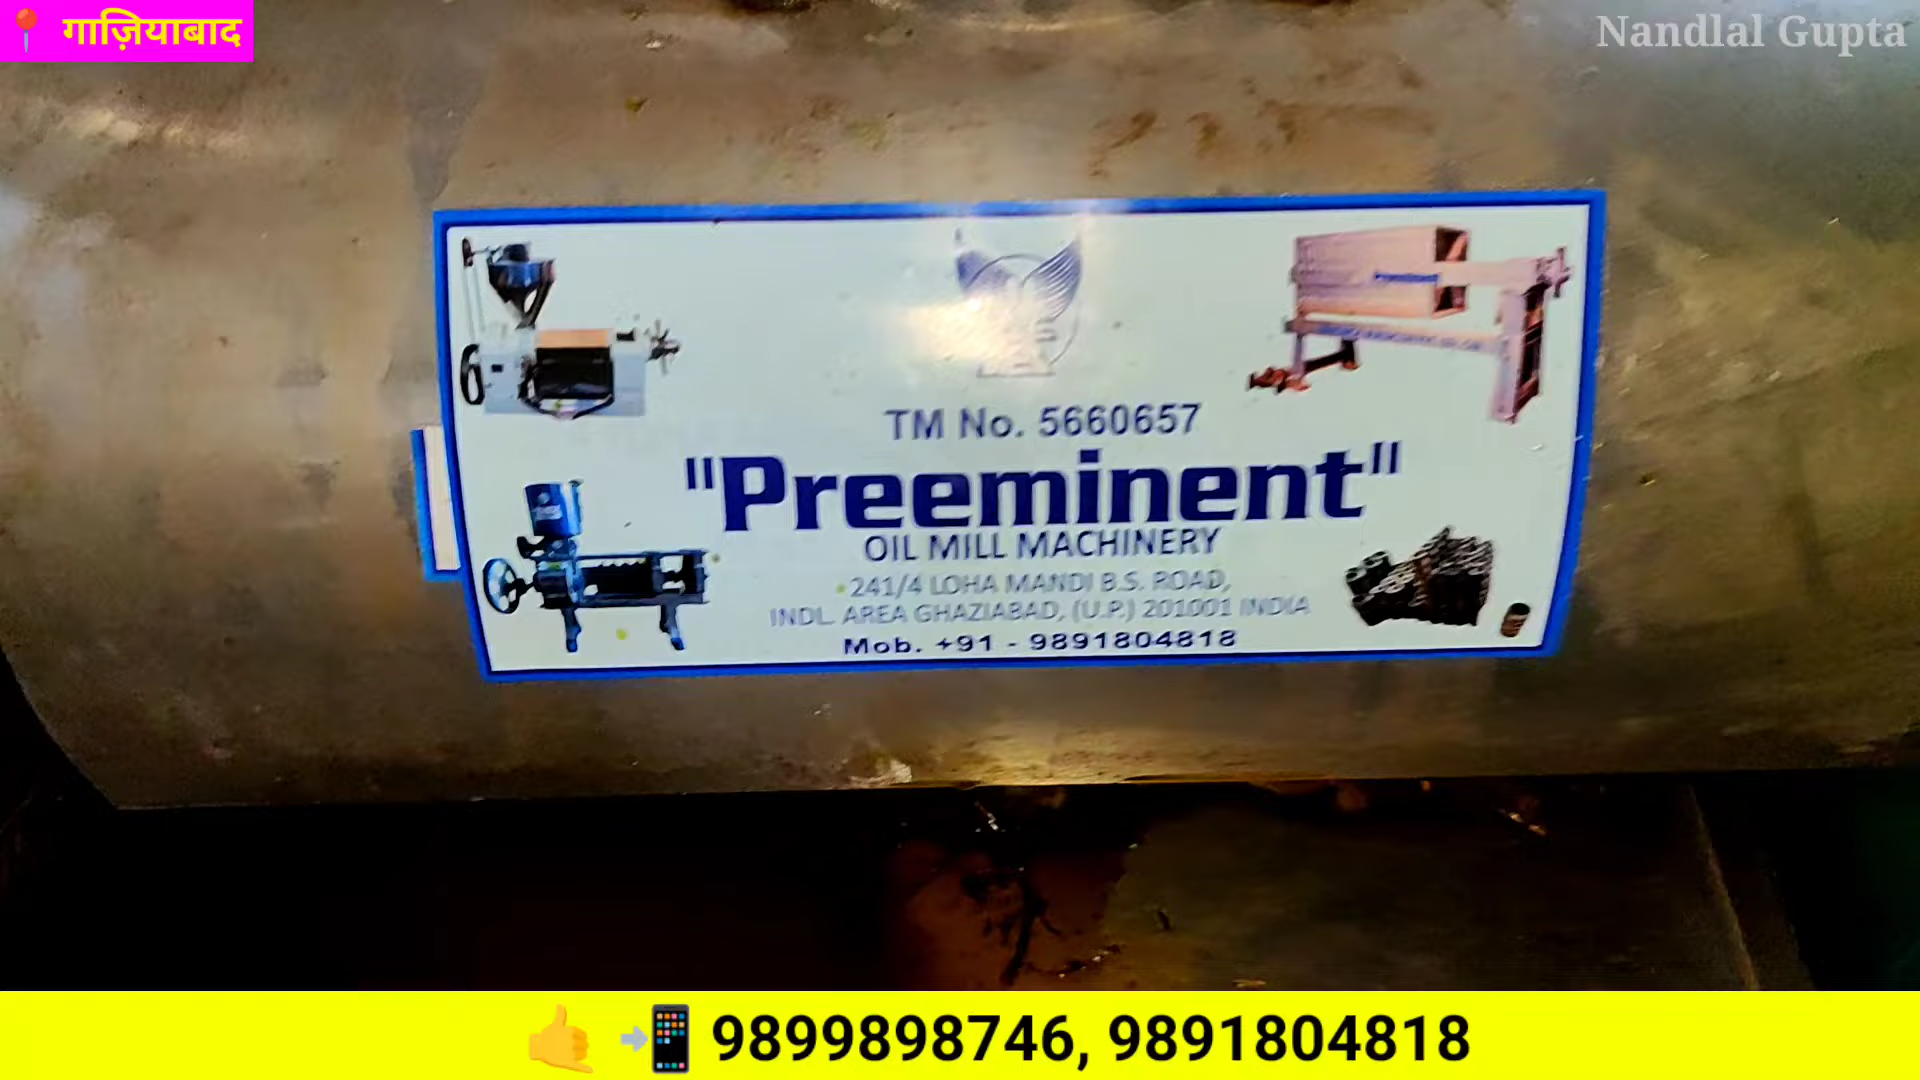 गाज़ियाबाद
Nandlal Gupta
TM No. 5660657
"Preeminent"
OIL MILL MACHINERY
241/4 LOHA MANDI B.S. ROAD,
INDL. AREA GHAZIABAD, (U.P.) 201001 INDIA
Mob. +91 - 9891804818
Preeminent
9899898746, 9891804818